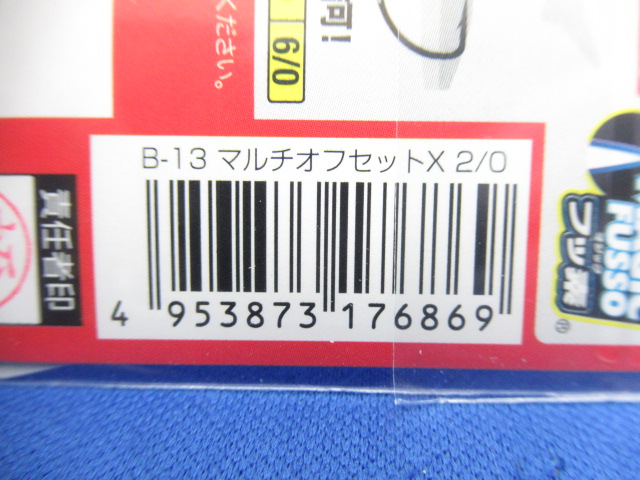 ください。
可!
6/0
B-13 マルチオフセットX 2/0
4 953873 176869
責任者印
FUSSO
フッ素